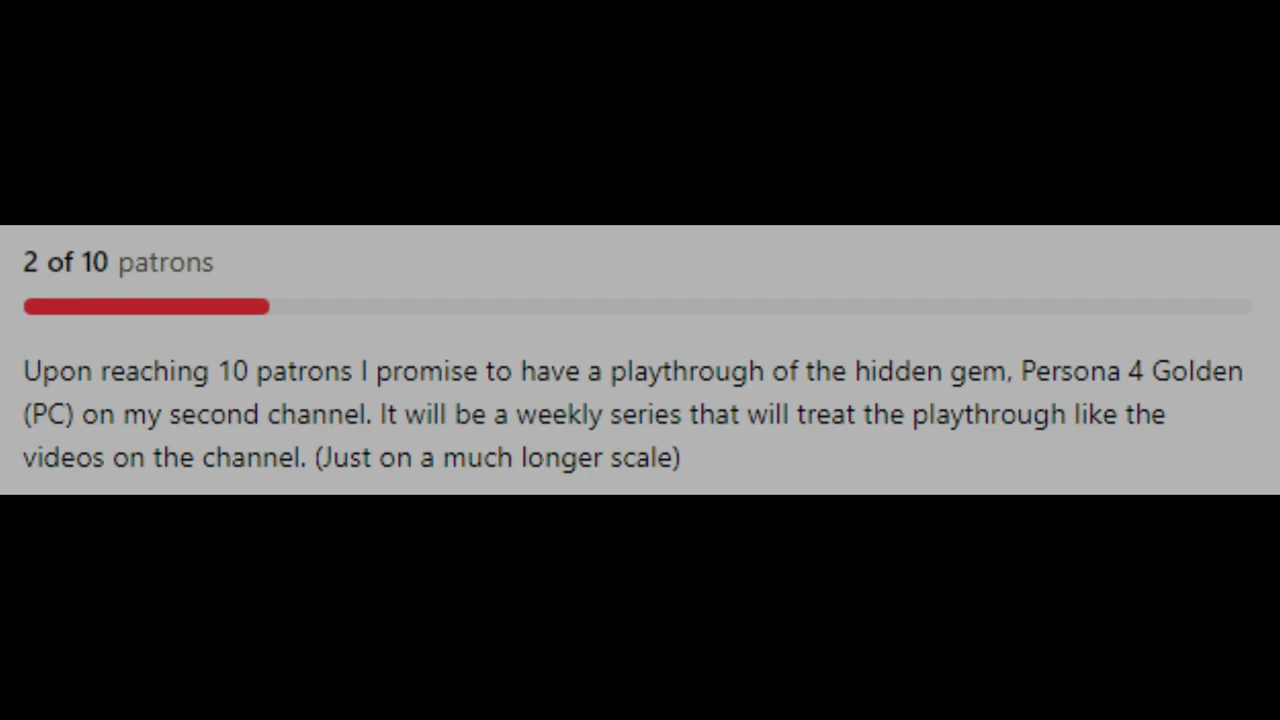 2 of 10 patrons
Upon reaching 10 patrons I promise to have a playthrough of the hidden gem, Persona 4 Golden
(PC) on my second channel. It will be a weekly series that will treat the playthrough like the
videos on the channel. (Just on a much longer scale)